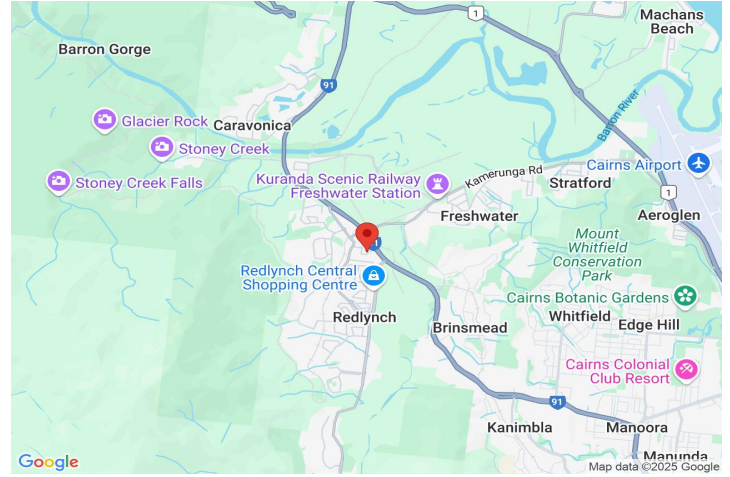 1
Machans
Beach
Barron Gorge
91
Glacier Rock
Caravonica
Barron River
Stoney Creek
Cairns Airport
Kamerunga Rd
Stoney Creek Falls
Kuranda Scenic Railway
Freshwater Station
Stratford
1
Freshwater
Aeroglen
Mount
Whitfield
Conservation
Park
Redlynch Central
Shopping Centre
Cairns Botanic Gardens
Redlynch
Whitfield
Edge Hill
Brinsmead
Cairns Colonial
Club Resort
91
Kanimbla
Manoora
Manunda
Google
Map data ©2025 Google